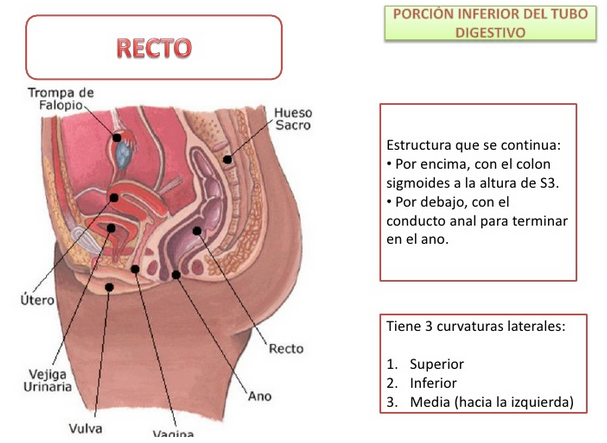 RECTO
PORCIÓN INFERIOR DEL TUBO
DIGESTIVO
Trompa de
Falopio
Hueso
Sacro
Útero
Vejiga
Urinaria
Vulva
Vagina
Ano
Recto
Estructura que se continua:
• Por encima, con el colon
sigmoides a la altura de S3.
• Por debajo, con el
conducto anal para terminar
en el ano.
Tiene 3 curvaturas laterales:
1. Superior
2. Inferior
3. Media (hacia la izquierda)